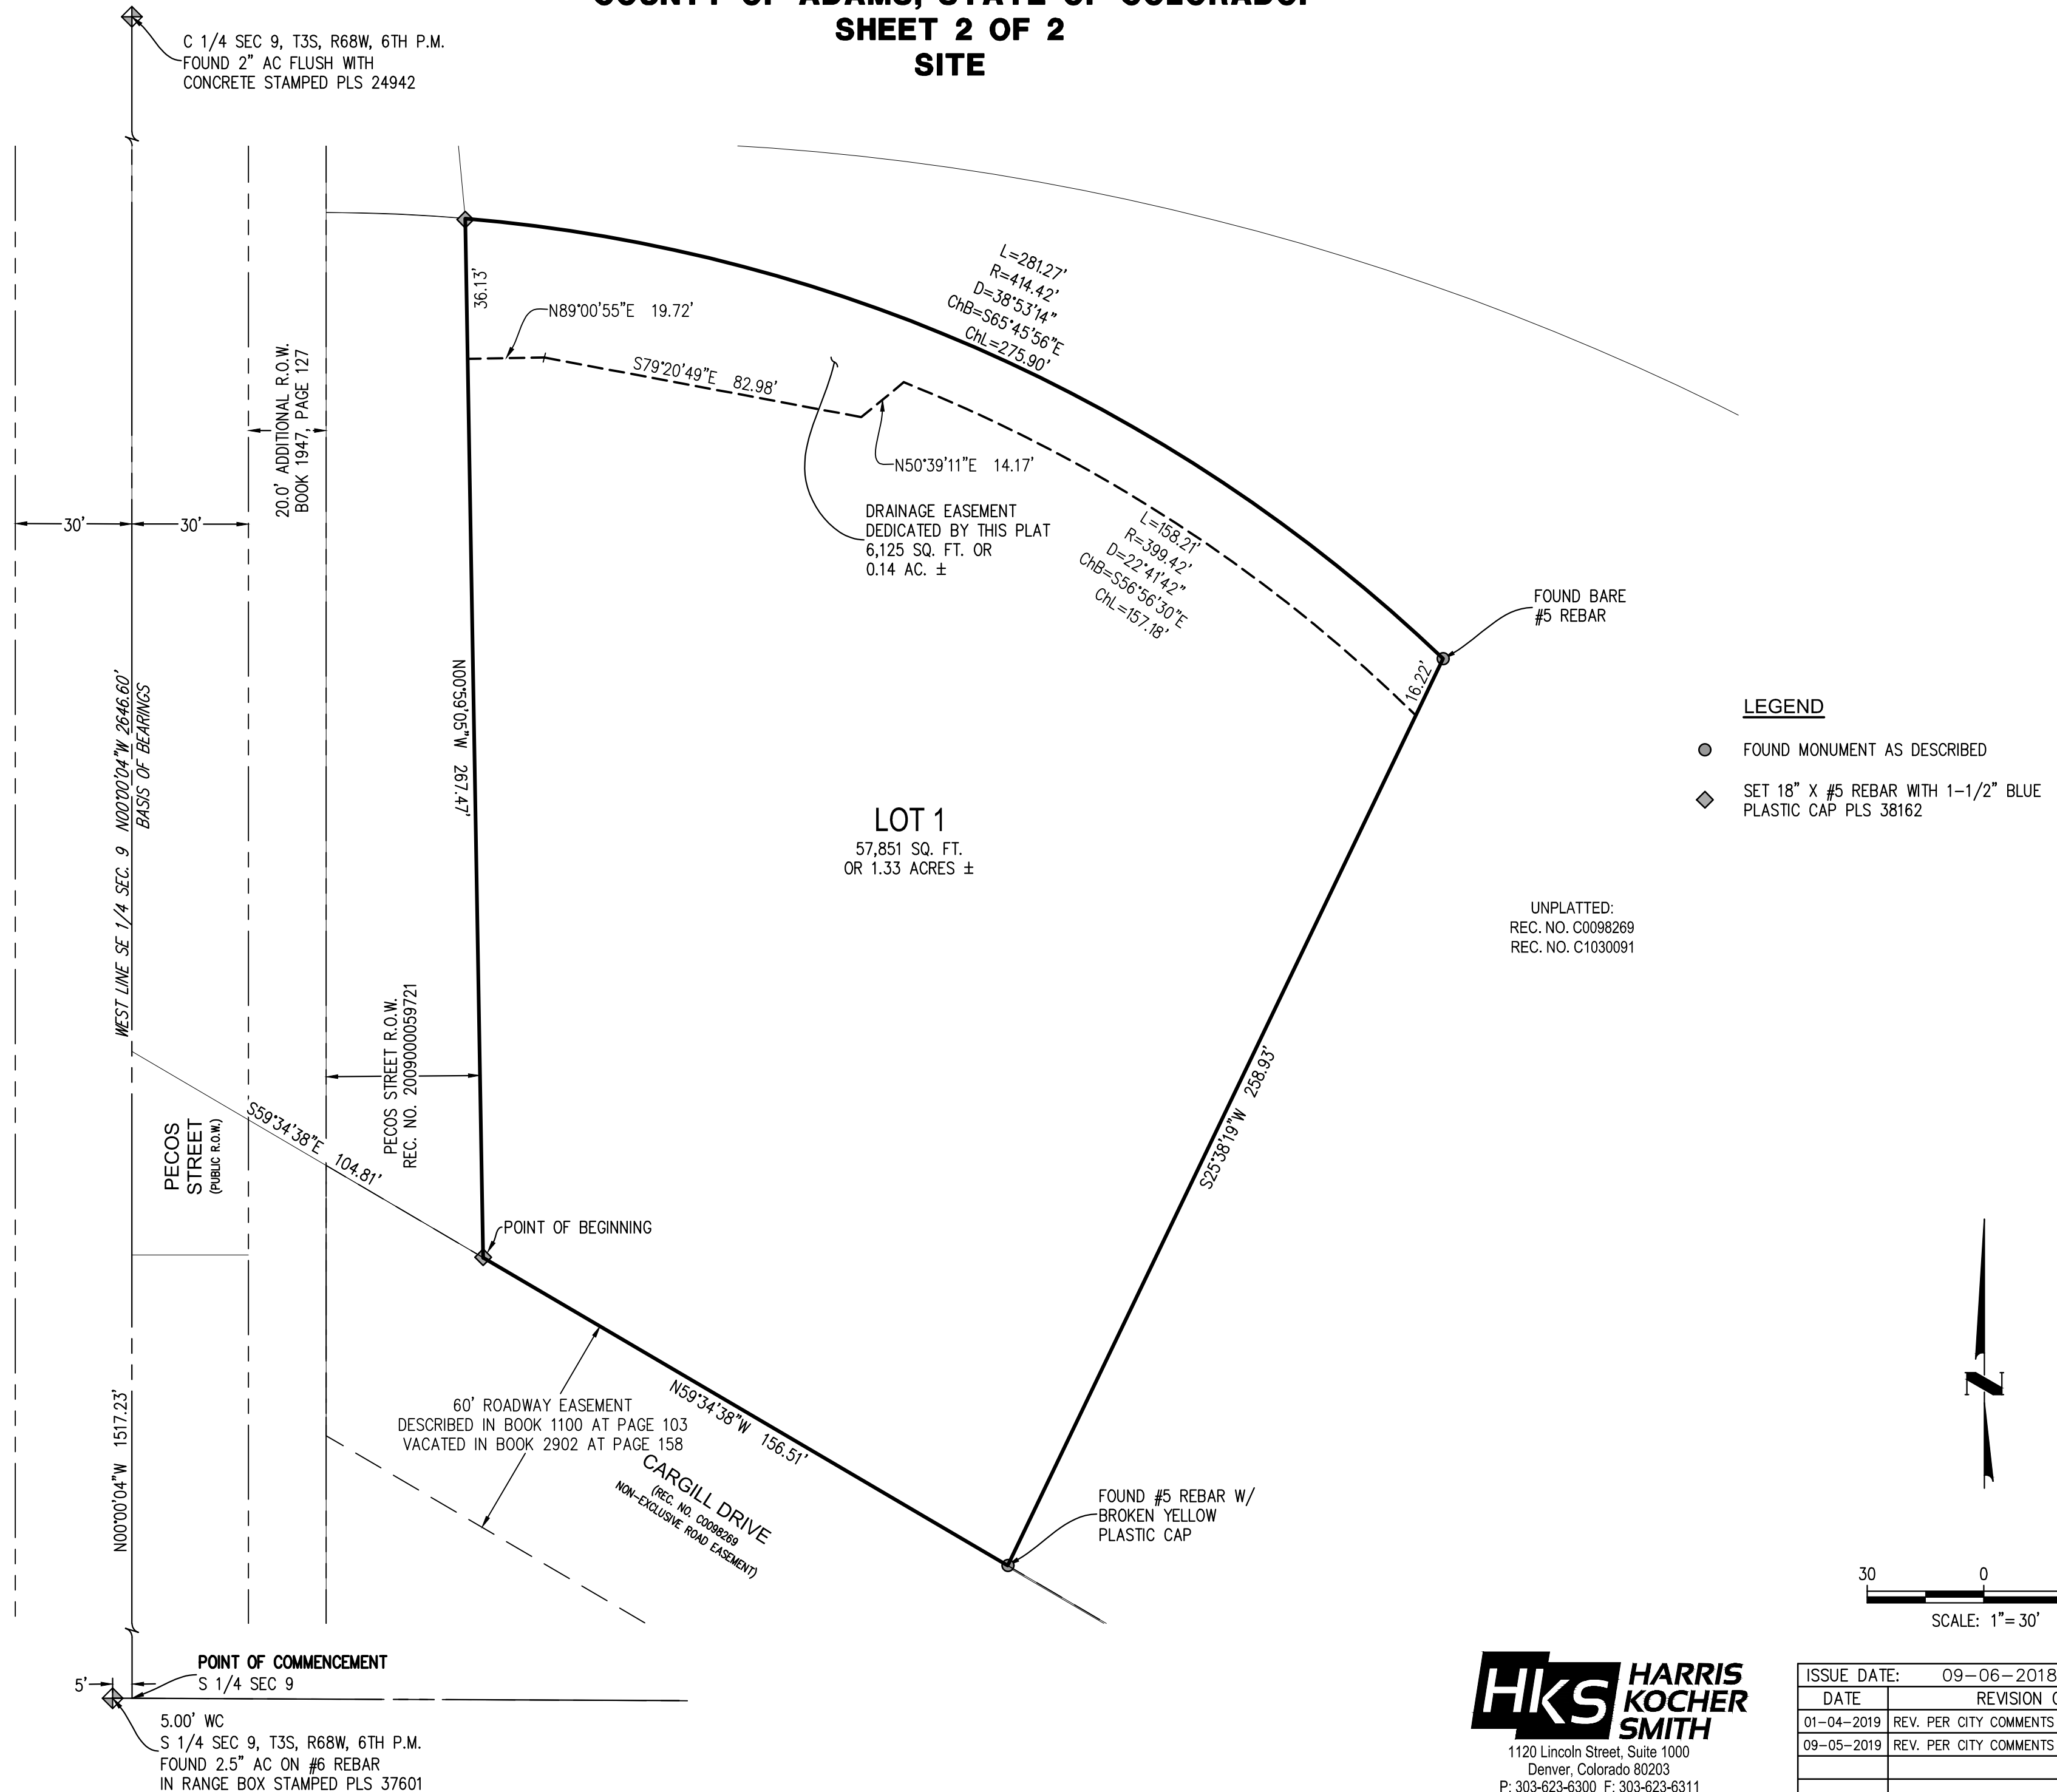 COUNTY OF ADAMS, STATE OF COLORADO.
SHEET 2 OF 2
SITE
C 1/4 SEC 9, T3S, R68W, 6TH P.M.
FOUND 2" AC FLUSH WITH
CONCRETE STAMPED PLS 24942
L=281.27'
R=414.42'
D=38°53'14"
ChB=S65°45'56"E
ChL=275.90'
36.13'
N89°00'55"E 19.72'
S79°20'49"E 82.98'
N50°39'11"E 14.17'
20.0' ADDITIONAL R.O.W.
BOOK 1947, PAGE 127
30'
30'
DRAINAGE EASEMENT
DEDICATED BY THIS PLAT
6,125 SQ. FT. OR
0.14 AC. ±
L=158.21'
R=399.42'
D=22°41'42"
ChB=S56°56'30"E
ChL=157.18'
FOUND BARE
#5 REBAR
16.22'
WEST LINE SE 1/4 SEC. 9 N00°00'04"W 2646.60'
BASIS OF BEARINGS
N00°59'05"W 267.47'
LEGEND
FOUND MONUMENT AS DESCRIBED
SET 18" X #5 REBAR WITH 1-1/2" BLUE
PLASTIC CAP PLS 38162
LOT 1
57,851 SQ. FT.
OR 1.33 ACRES ±
UNPLATTED:
REC. NO. C0098269
REC. NO. C1030091
PECOS STREET R.O.W.
REC. NO. 2009000059721
S25°38'19"W 258.93'
S59°34'38"E 104.81'
PECOS
STREET
(PUBLIC R.O.W.)
POINT OF BEGINNING
N59°34'38"W 156.51'
60' ROADWAY EASEMENT
DESCRIBED IN BOOK 1100 AT PAGE 103
VACATED IN BOOK 2902 AT PAGE 158
CARGILL DRIVE
(REC. NO. C0098269
NON-EXCLUSIVE ROAD EASEMENT)
N00°00'04"W 1517.23'
FOUND #5 REBAR W/
BROKEN YELLOW
PLASTIC CAP
N
30 0
SCALE: 1"= 30'
POINT OF COMMENCEMENT
S 1/4 SEC 9
5'
5.00' WC
S 1/4 SEC 9, T3S, R68W, 6TH P.M.
FOUND 2.5" AC ON #6 REBAR
IN RANGE BOX STAMPED PLS 37601
HKS
HARRIS
KOCHER
SMITH
1120 Lincoln Street, Suite 1000
Denver, Colorado 80203
P: 303-623-6300 F: 303-623-6311
ISSUE DATE: 09-06-2018
DATE REVISION
01-04-2019 REV. PER CITY COMMENTS
09-05-2019 REV. PER CITY COMMENTS